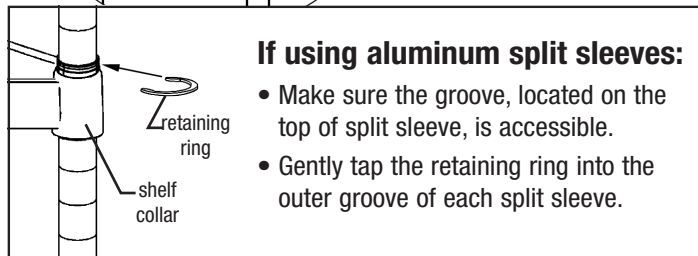 If using aluminum split sleeves:
• Make sure the groove, located on the
top of split sleeve, is accessible.
• Gently tap the retaining ring into the
outer groove of each split sleeve.
retaining
ring
shelf
collar